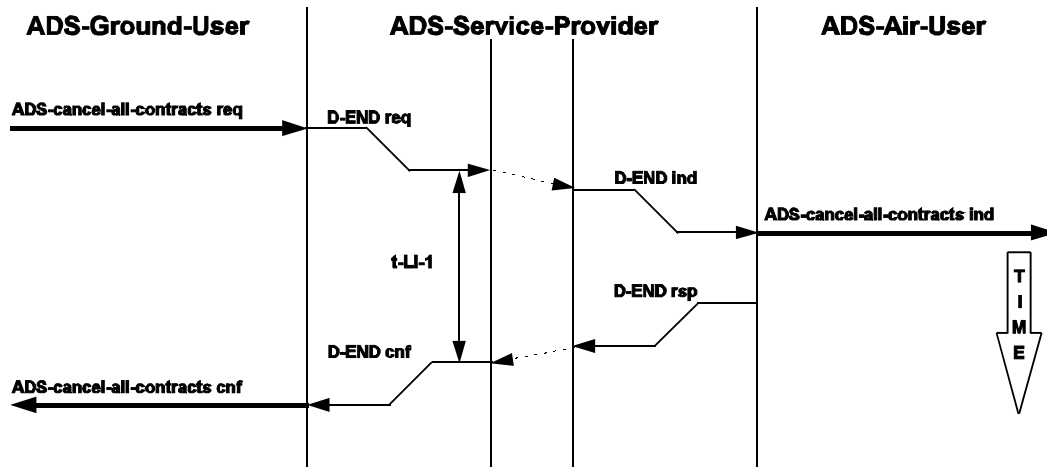 ADS-Ground-User
ADS-Service-Provider
ADS-Air-User
ADS-cancel-all-contracts req
D-END req
D-END ind
ADS-cancel-all-contracts ind
t-LI-1
D-END rsp
D-END cnf
ADS-cancel-all-contracts cnf
T
I
M
E